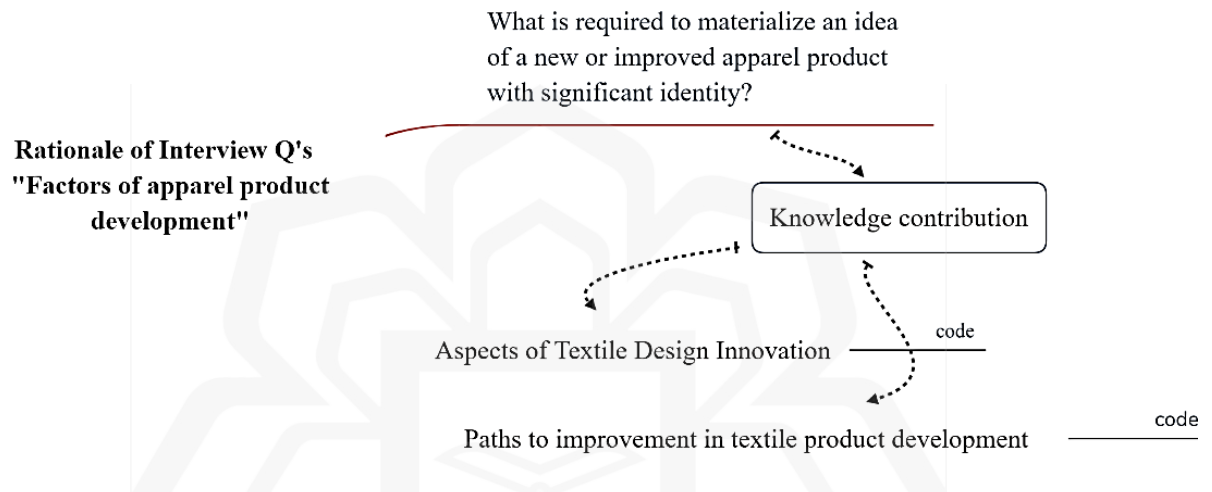 What is required to materialize an idea
of a new or improved apparel product
with significant identity?
Rationale of Interview Q's
"Factors of apparel product
development"
Knowledge contribution
Aspects of Textile Design Innovation
code
Paths to improvement in textile product development
code